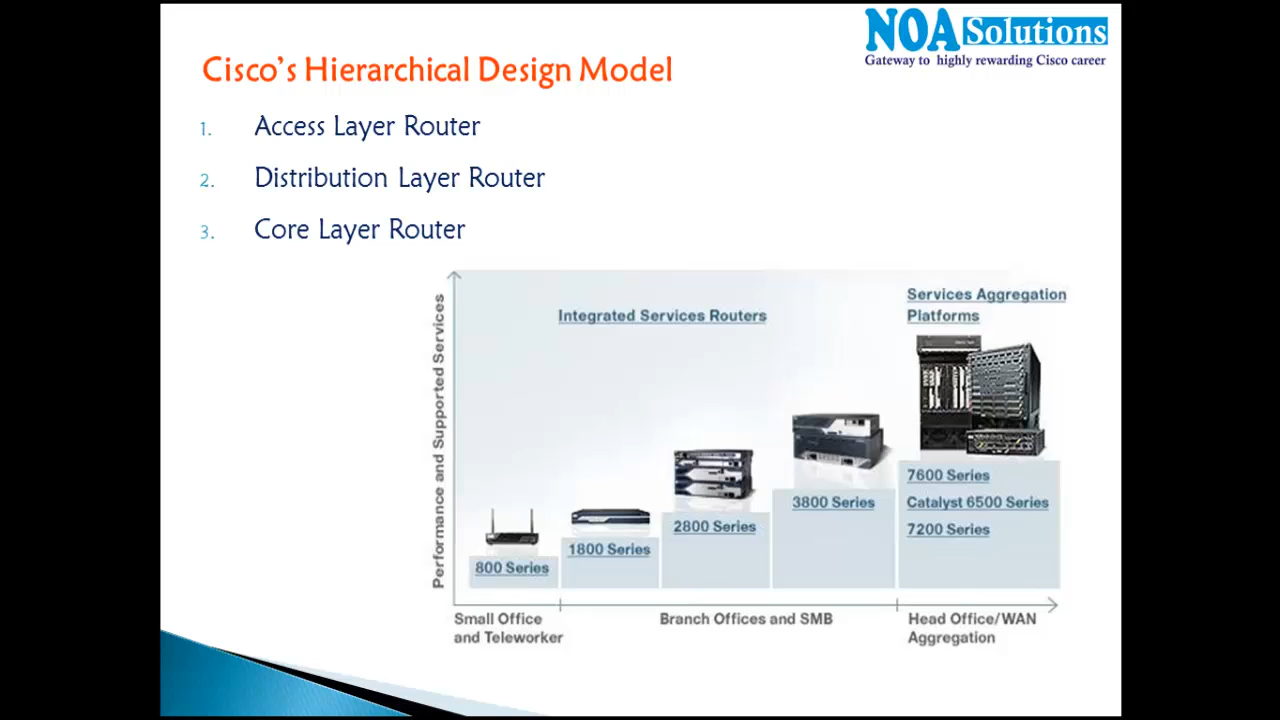 NOA Solutions
Gateway to highly rewarding Cisco career
Cisco's Hierarchical Design Model
1. Access Layer Router
2. Distribution Layer Router
3. Core Layer Router
Performance and Supported Services
Integrated Services Routers
Services Aggregation
Platforms
800 Series
1800 Series
2800 Series
3800 Series
7600 Series
Catalyst 6500 Series
7200 Series
Small Office
and Teleworker
Branch Offices and SMB
Head Office/WAN
Aggregation